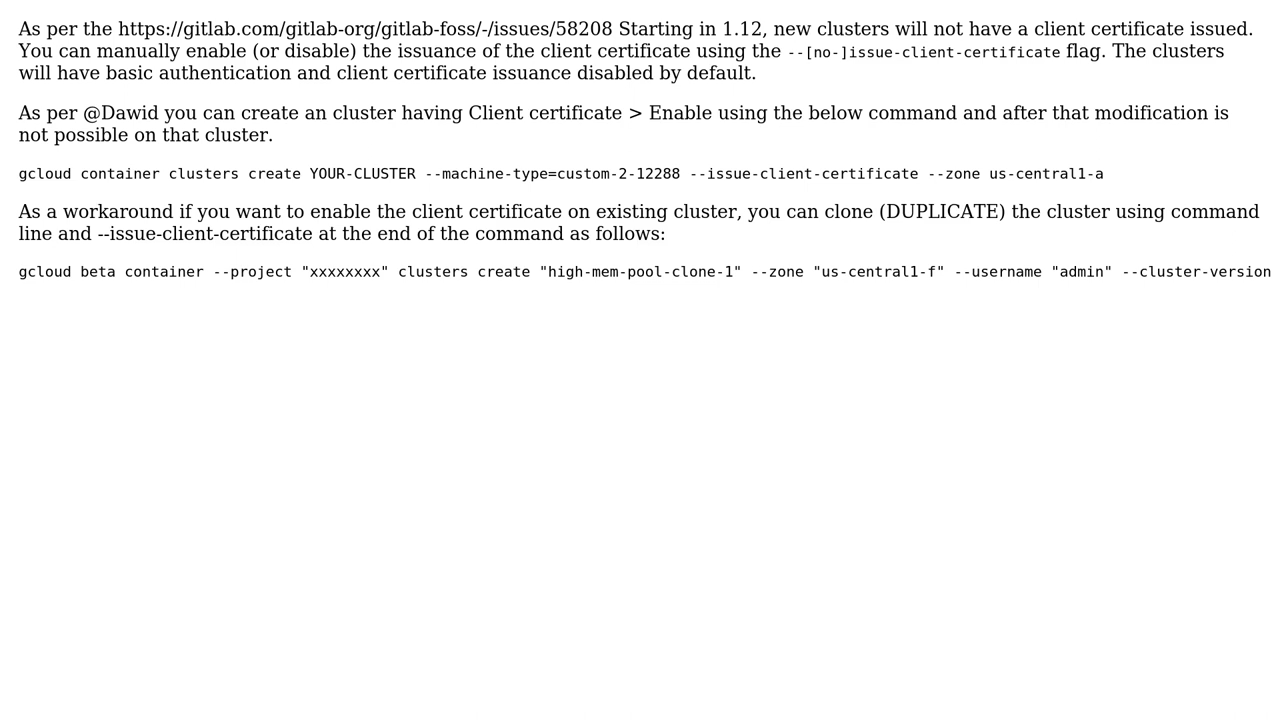 As per the https://gitlab.com/gitlab-org/gitlab-foss/-/issues/58208 Starting in 1.12, new clusters will not have a client certificate issued.
You can manually enable (or disable) the issuance of the client certificate using the --[no-]issue-client-certificate flag. The clusters
will have basic authentication and client certificate issuance disabled by default.
As per @Dawid you can create an cluster having Client certificate > Enable using the below command and after that modification is
not possible on that cluster.
gcloud container clusters create YOUR-CLUSTER --machine-type=custom-2-12288 --issue-client-certificate --zone us-central1-a
As a workaround if you want to enable the client certificate on existing cluster, you can clone (DUPLICATE) the cluster using command
line and --issue-client-certificate at the end of the command as follows:
gcloud beta container --project "xxxxxxxx" clusters create "high-mem-pool-clone-1" --zone "us-central1-f" --username "admin" --cluster-version